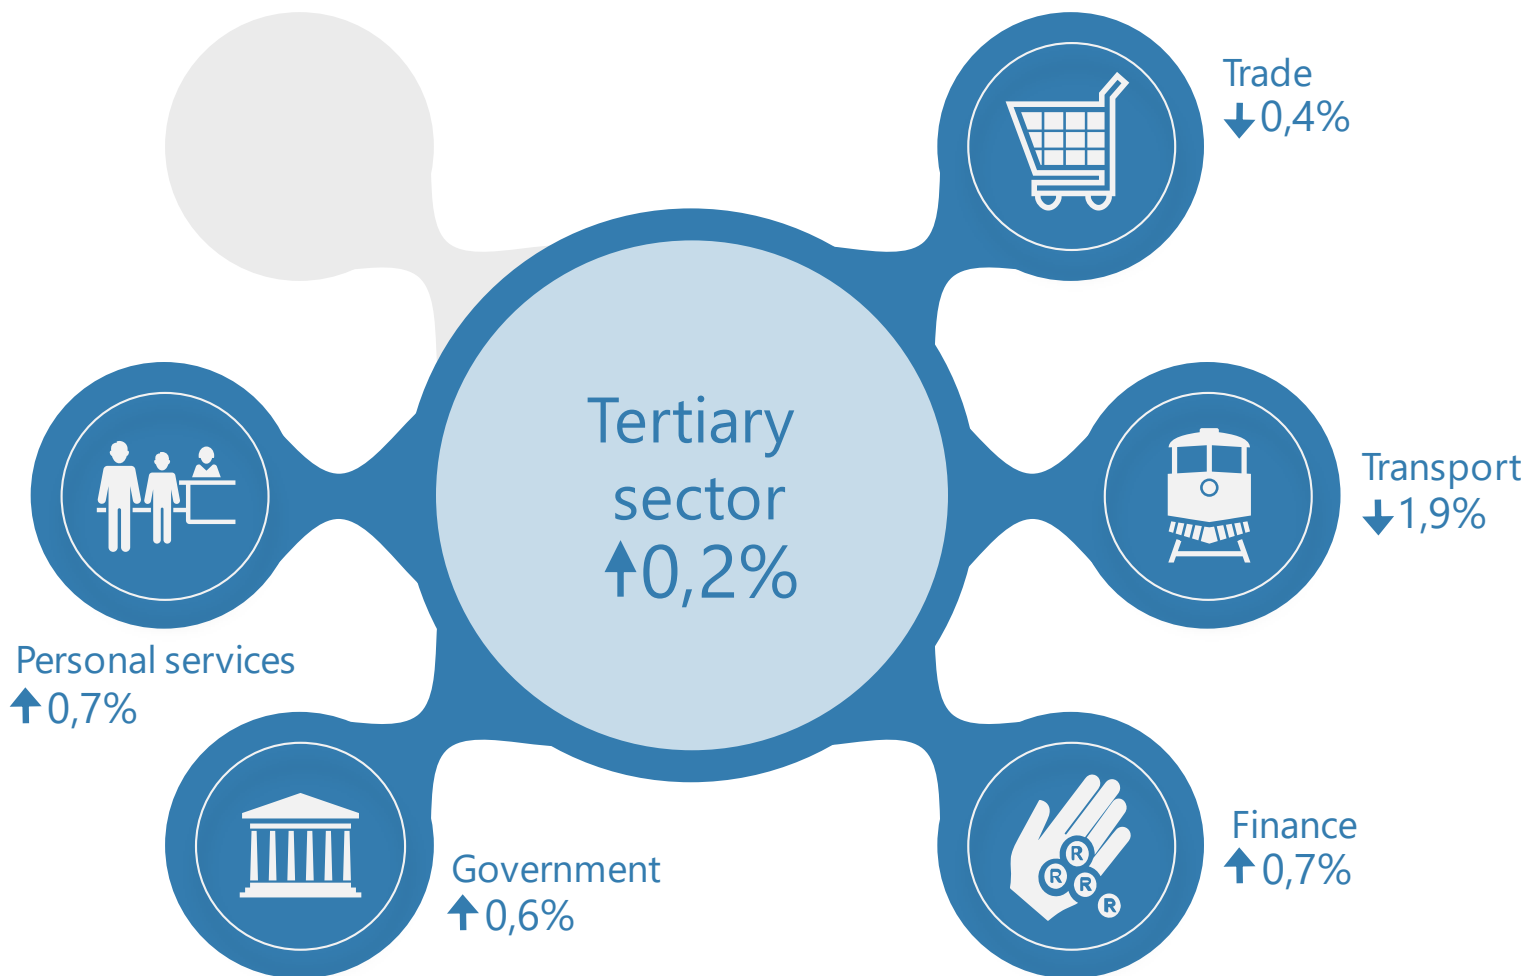 Trade
↓0,4%
Tertiary
sector
↑0,2%
Transport
↓1,9%
Personal services
↑0,7%
Government
↑0,6%
Finance
↑0,7%
R
R
R
R